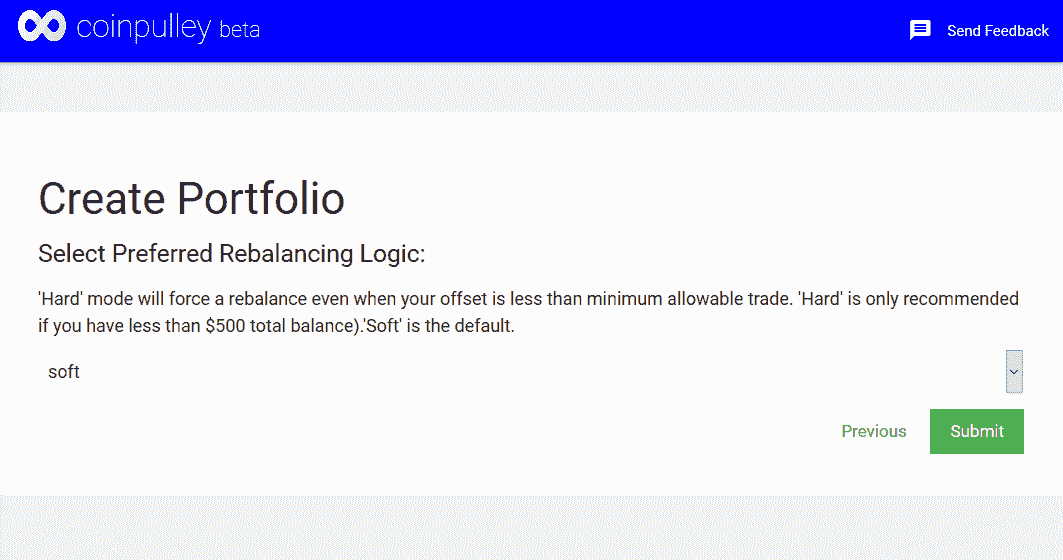 coinpulley beta
Send Feedback
Create Portfolio
Select Preferred Rebalancing Logic:
'Hard' mode will force a rebalance even when your offset is less than minimum allowable trade. 'Hard' is only recommended
if you have less than $500 total balance).'Soft' is the default.
soft
Previous
Submit